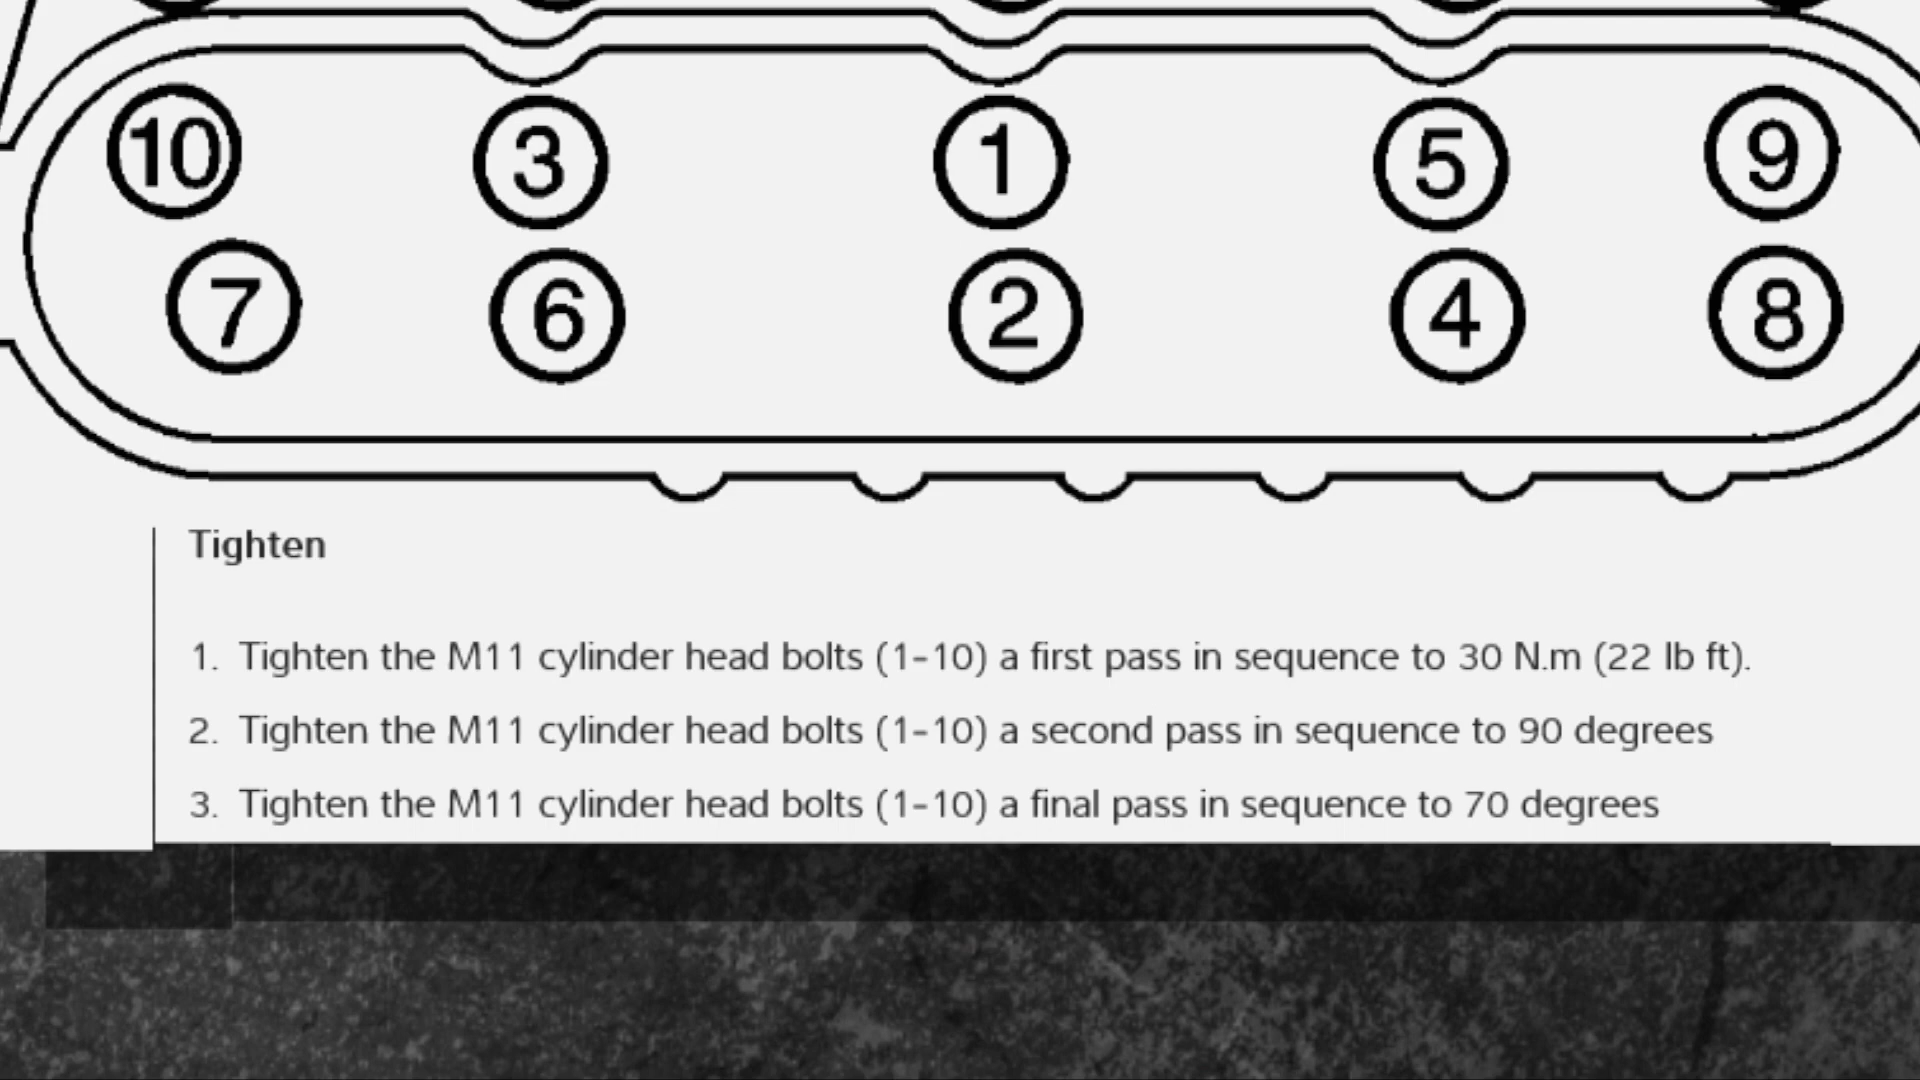 10 3 1 5 9
7 6 2 4 8
Tighten
1. Tighten the M11 cylinder head bolts (1-10) a first pass in sequence to 30 N.m (22 lb ft).
2. Tighten the M11 cylinder head bolts (1-10) a second pass in sequence to 90 degrees
3. Tighten the M11 cylinder head bolts (1-10) a final pass in sequence to 70 degrees